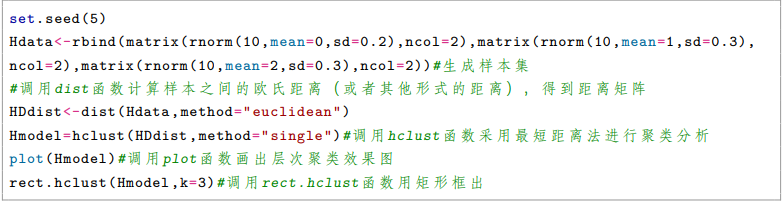 set.seed(5)
Hdata<-rbind(matrix(rnorm(10,mean=0,sd=0.2),ncol=2),matrix(rnorm(10,mean=1,sd=0.3),
ncol=2),matrix(rnorm(10,mean=2,sd=0.3),ncol=2))#生成样本集
#调用dist函数计算样本之间的欧氏距离（或者其他形式的距离），得到距离矩阵
HDdist<-dist(Hdata,method="euclidean")
Hmodel=hclust(HDdist,method="single")#调用hclust函数采用最短距离法进行聚类分析
plot(Hmodel)#调用plot函数画出层次聚类效果图
rect.hclust(Hmodel,k=3)#调用rect.hclust函数用矩形框出